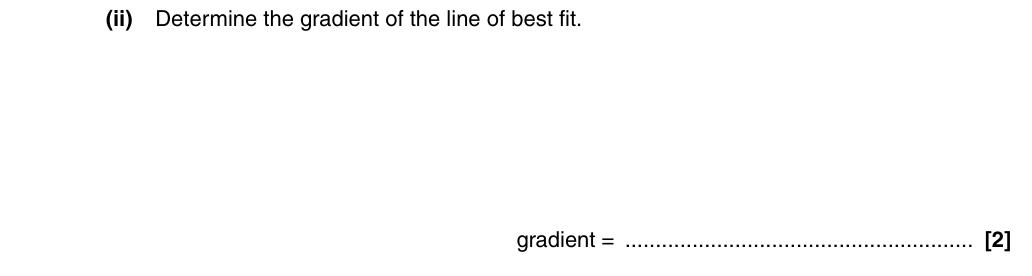 (ii) Determine the gradient of the line of best fit.
gradient = ......................................................... [2]